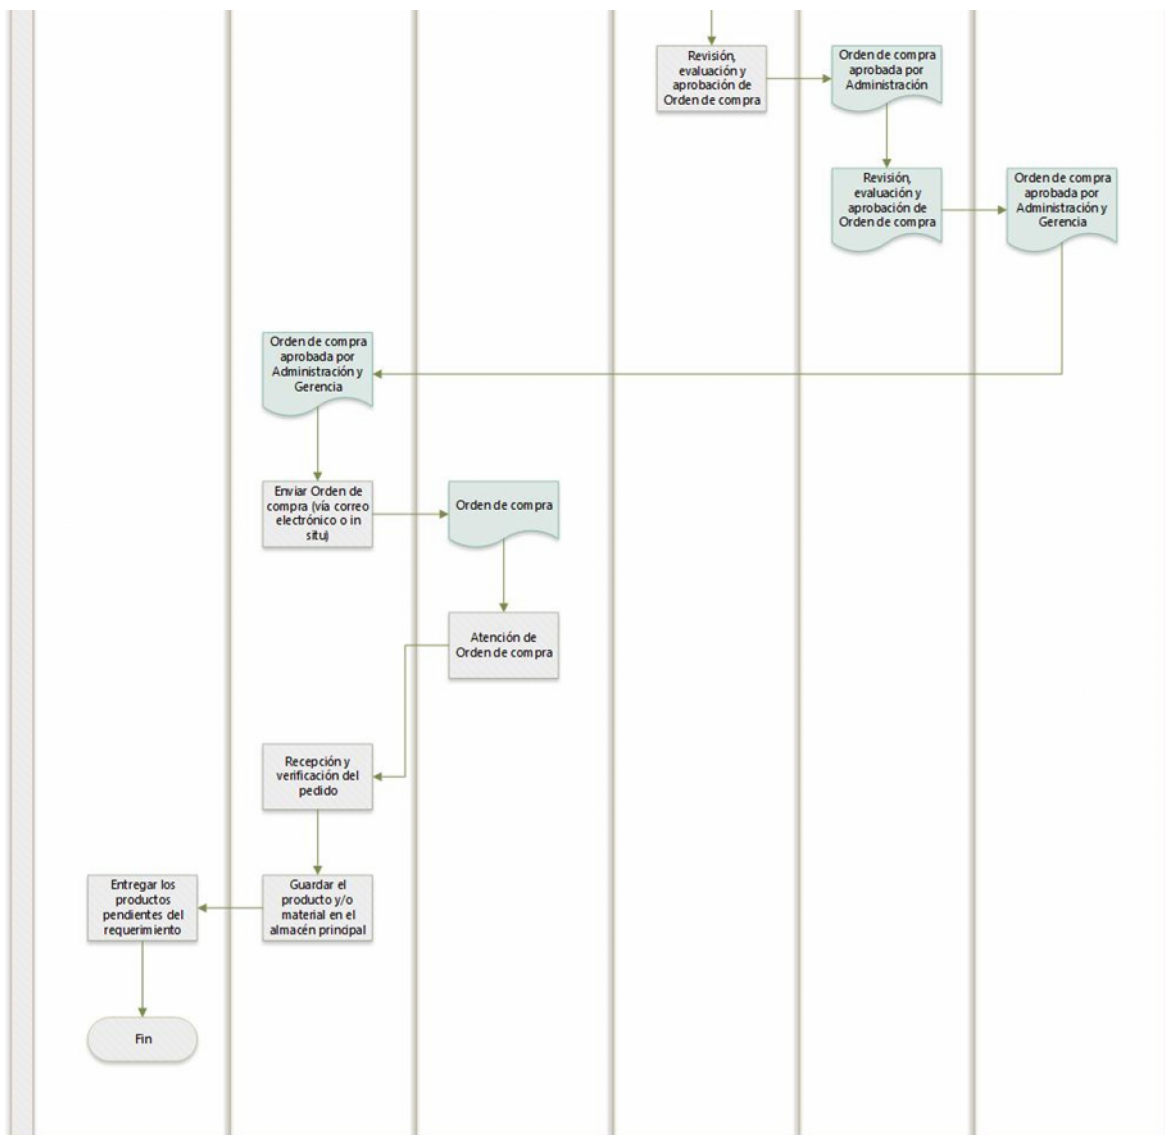 Revisión,
evaluación y
aprobación de
Orden de compra
Orden de compra
aprobada por
Administración
Revisión,
evaluación y
aprobación de
Orden de compra
Orden de compra
aprobada por
Administración y
Gerencia
Orden de compra
aprobada por
Administración y
Gerencia
Enviar Orden de
compra (vía correo
electrónico o in
situ)
Orden de compra
Atención de
Orden de compra
Recepción y
verificación del
pedido
Entregar los
productos
pendientes del
requerimiento
Guardar el
producto y/o
material en el
almacén principal
Fin